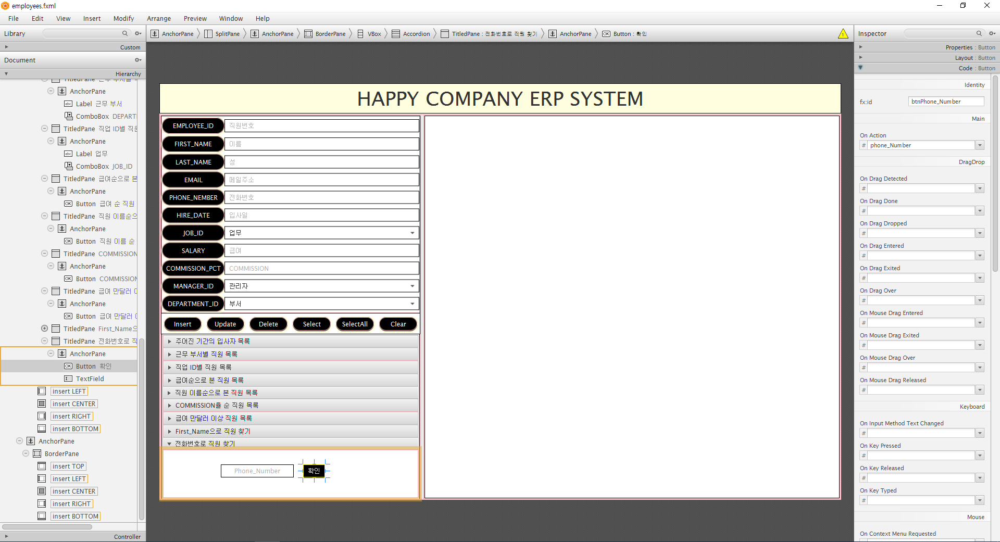 employees.fxml
File Edit View Insert Modify Arrange Preview Window Help
Library
Custom
Document
Hierarchy
AnchorPane
Label 근무 부서
ComboBox DEPARTI
TitledPane 직업 ID별 직원
AnchorPane
Label 업무
ComboBox JOB_ID
TitledPane 급여순으로 본
AnchorPane
Button 급여 순 직원
TitledPane 직원 이름순으
AnchorPane
Button 직원 이름 순
TitledPane COMMISSION
AnchorPane
Button COMMISSION
TitledPane 급여 만달러 이
AnchorPane
Button 급여 만달러
TitledPane First_Name으
TitledPane 전화번호로 직
AnchorPane
Button 확인
TextField
insert LEFT
insert CENTER
insert RIGHT
insert BOTTOM
AnchorPane
BorderPane
insert TOP
insert LEFT
insert CENTER
insert RIGHT
insert BOTTOM
Controller
AnchorPane SplitPane AnchorPane BorderPane VBox Accordion TitledPane : 전화번호로 직원 찾기 AnchorPane Button : 확인
HAPPY COMPANY ERP SYSTEM
EMPLOYEE_ID 직원번호
FIRST_NAME 이름
LAST_NAME 성
EMAIL 메일주소
PHONE_NEMBER 전화번호
HIRE_DATE 입사일
JOB_ID 업무
SALARY 급여
COMMISSION_PCT COMMISSION
MANAGER_ID 관리자
DEPARTMENT_ID 부서
Insert Update Delete Select SelectAll Clear
주어진 기간의 입사자 목록
근무 부서별 직원 목록
직업 ID별 직원 목록
급여순으로 본 직원 목록
직원 이름순으로 본 직원 목록
COMMISSION율 순 직원 목록
급여 만달러 이상 직원 목록
First_Name으로 직원 찾기
전화번호로 직원 찾기
Phone_Number 확인
Inspector
Properties : Button
Layout : Button
Code : Button
Identity
fx:id btnPhone_Number
Main
On Action
# phone_Number
DragDrop
On Drag Detected
#
On Drag Done
#
On Drag Dropped
#
On Drag Entered
#
On Drag Exited
#
On Drag Over
#
On Mouse Drag Entered
#
On Mouse Drag Exited
#
On Mouse Drag Over
#
On Mouse Drag Released
#
Keyboard
On Input Method Text Changed
#
On Key Pressed
#
On Key Released
#
On Key Typed
#
Mouse
On Context Menu Requested